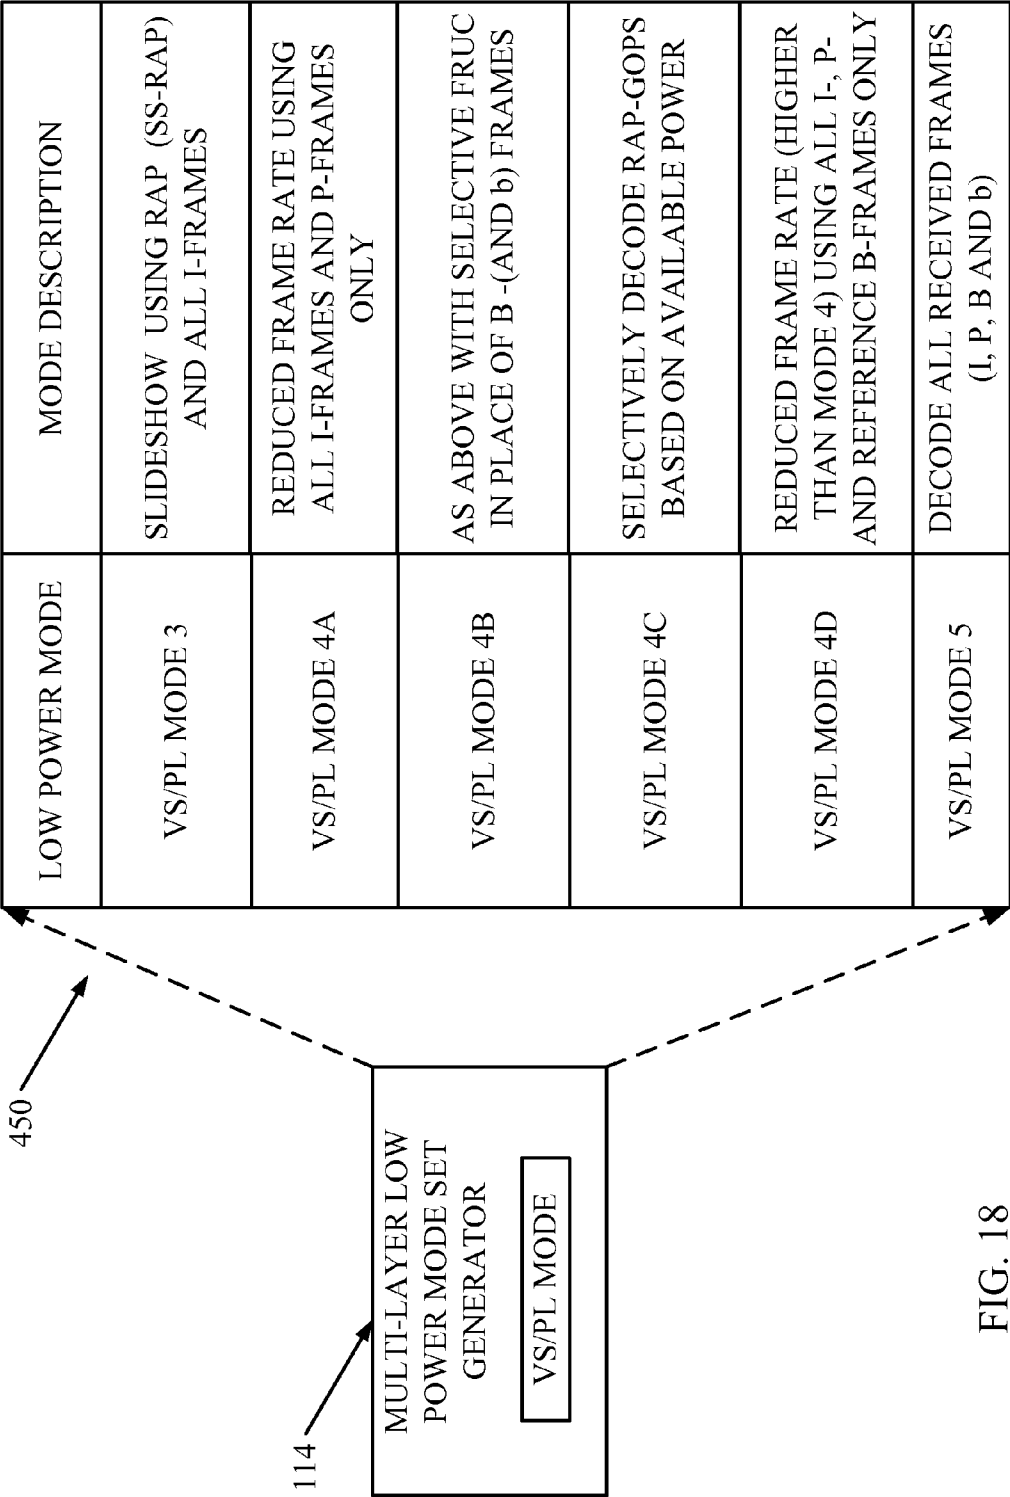 450
114
MULTI-LAYER LOW
POWER MODE SET
GENERATOR
VS/PL MODE
LOW POWER MODE
MODE DESCRIPTION
VS/PL MODE 3
SLIDESHOW USING RAP (SS-RAP)
AND ALL I-FRAMES
VS/PL MODE 4A
REDUCED FRAME RATE USING
ALL I-FRAMES AND P-FRAMES
ONLY
VS/PL MODE 4B
AS ABOVE WITH SELECTIVE FRUC
IN PLACE OF B -(AND b) FRAMES
VS/PL MODE 4C
SELECTIVELY DECODE RAP-GOPS
BASED ON AVAILABLE POWER
VS/PL MODE 4D
REDUCED FRAME RATE (HIGHER
THAN MODE 4) USING ALL I-, P-
AND REFERENCE B-FRAMES ONLY
VS/PL MODE 5
DECODE ALL RECEIVED FRAMES
(I, P, B AND b)
FIG. 18